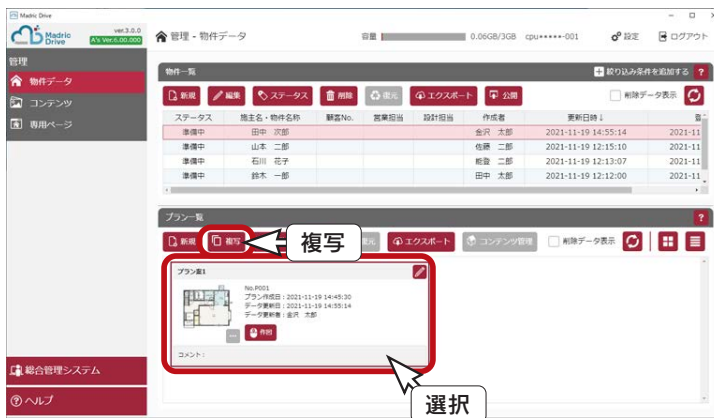 Madric Drive
Madric
Drive
ver.3.0.0
A's Ver.6.00.000
管理 - 物件データ
容量
0.06GB/3GB
cpu*****-001
設定
ログアウト
管理
物件データ
コンテンツ
専用ページ
総合管理システム
ヘルプ
物件一覧
絞り込み条件を追加する ?
新規 編集 ステータス 削除 復元 エクスポート 公開 削除データ表示
ステータス 施主名・物件名称 顧客No. 営業担当 設計担当 作成者 更新日時↓
準備中 田中 次郎 金沢 太郎 2021-11-19 14:55:14 2021-11
準備中 山本 二郎 佐藤 二郎 2021-11-19 12:15:10 2021-11
準備中 石川 花子 能登 二郎 2021-11-19 12:13:07 2021-11
準備中 鈴木 一郎 田中 太郎 2021-11-19 12:12:00 2021-11
プラン一覧 ?
新規 複写 複写 元 エクスポート コンテンツ管理 削除データ表示
プラン案1
No.P001
プラン作成日：2021-11-19 14:45:30
データ更新日：2021-11-19 14:55:14
データ更新者：金沢 太郎
作図
コメント：
選択